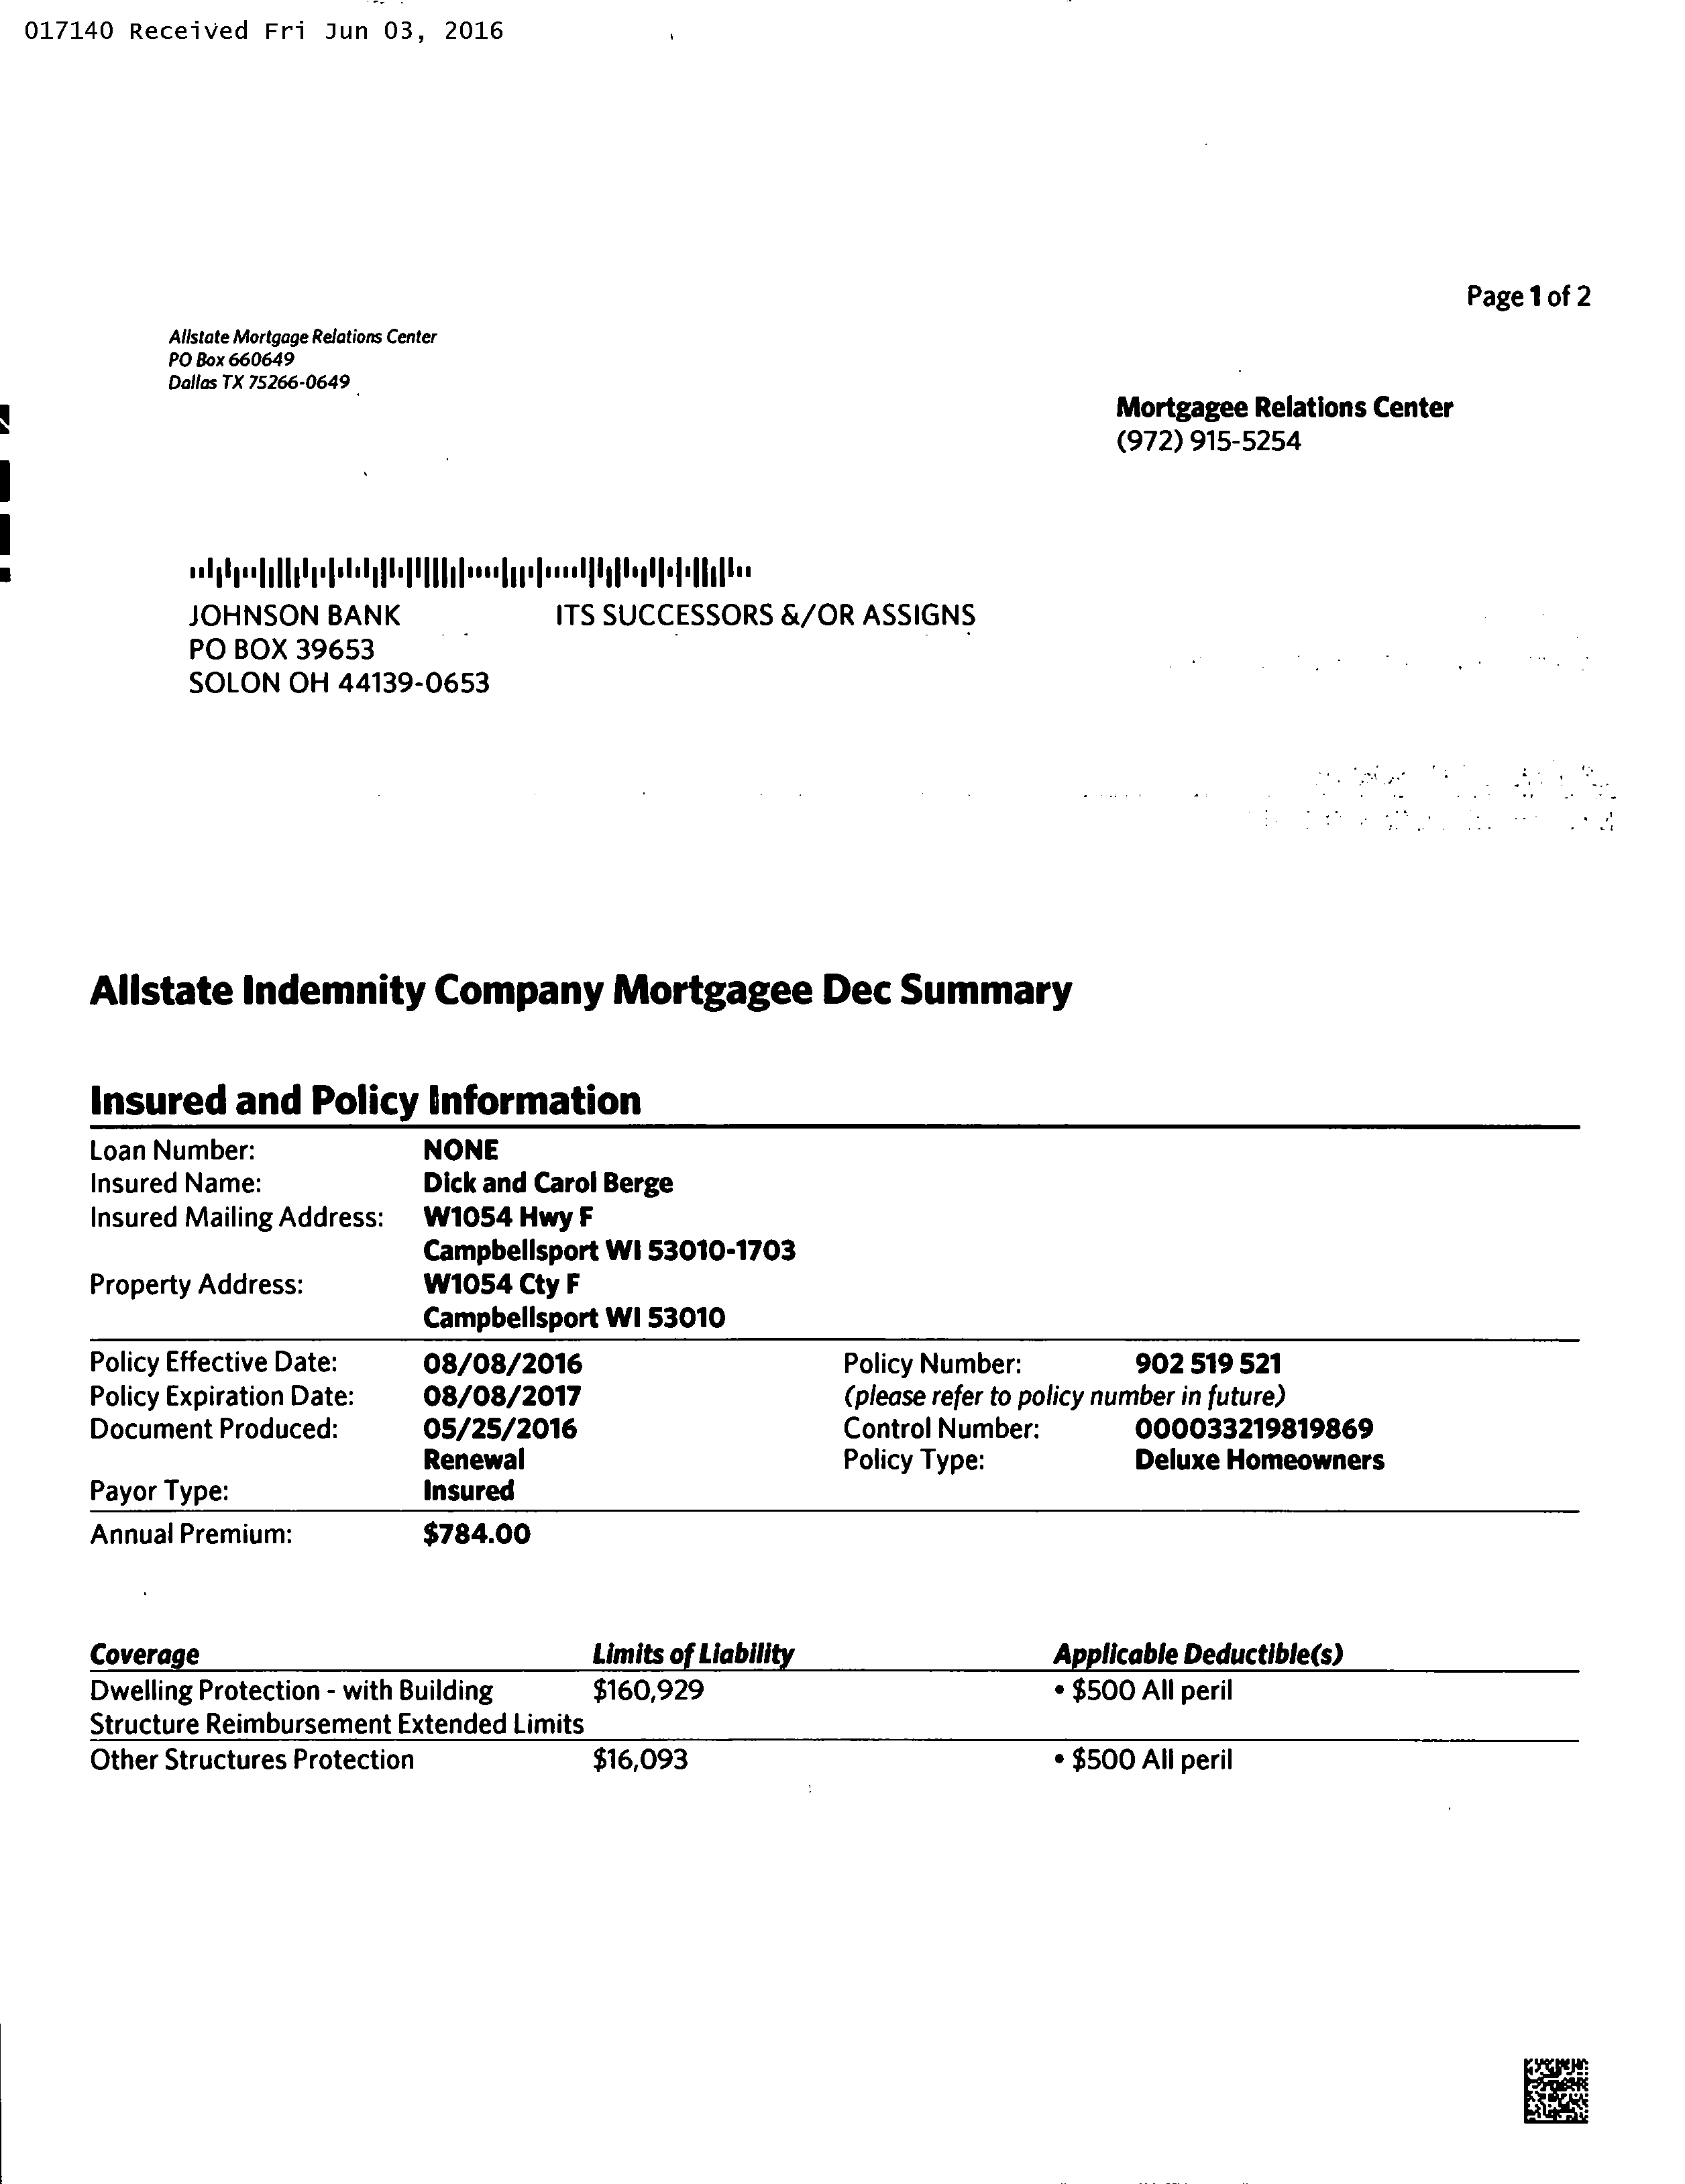 017140 Received Fri Jun 03, 2016
Page 1 of 2
Allstate Mortgage Relations Center
PO Box 660649
Dallas TX 75266-0649
Mortgagee Relations Center
(972) 915-5254
JOHNSON BANK ITS SUCCESSORS &/OR ASSIGNS
PO BOX 39653
SOLON OH 44139-0653
Allstate Indemnity Company Mortgagee Dec Summary
Insured and Policy Information
Loan Number: NONE
Insured Name: Dick and Carol Berge
Insured Mailing Address: W1054 Hwy F
Campbellsport WI 53010-1703
Property Address: W1054 Cty F
Campbellsport WI 53010
Policy Effective Date: 08/08/2016 Policy Number: 902 519 521
Policy Expiration Date: 08/08/2017 (please refer to policy number in future)
Document Produced: 05/25/2016 Control Number: 000033219819869
Renewal Policy Type: Deluxe Homeowners
Payor Type: Insured
Annual Premium: $784.00
Coverage Limits of Liability Applicable Deductible(s)
Dwelling Protection - with Building $160,929 • $500 All peril
Structure Reimbursement Extended Limits
Other Structures Protection $16,093 • $500 All peril